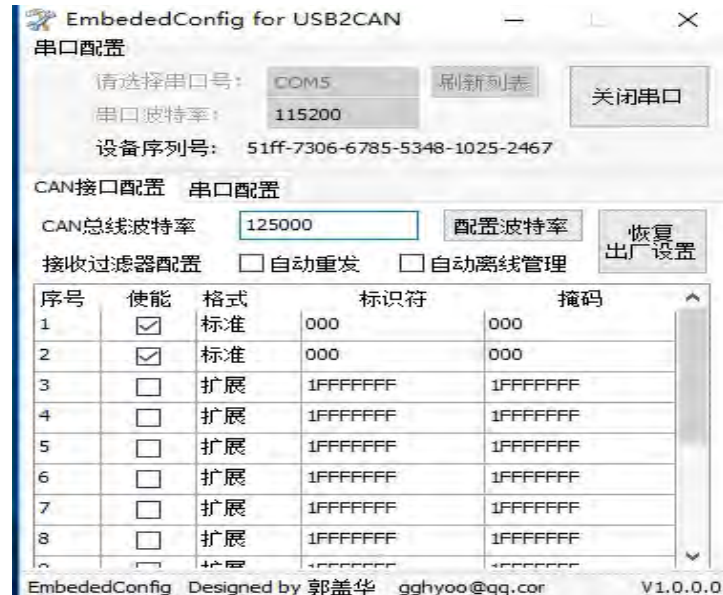 EmbededConfig for USB2CAN
串口配置
请选择串口号: COM5 刷新列表
关闭串口
串口波特率: 115200
设备序列号: 51ff-7306-6785-5348-1025-2467
CAN接口配置 串口配置
CAN总线波特率 125000 配置波特率
恢复
出厂设置
接收过滤器配置 自动重发 自动离线管理
序号 使能 格式 标识符 掩码
1 标准 000 000
2 标准 000 000
3 扩展 1FFFFFFF 1FFFFFFF
4 扩展 1FFFFFFF 1FFFFFFF
5 扩展 1FFFFFFF 1FFFFFFF
6 扩展 1FFFFFFF 1FFFFFFF
7 扩展 1FFFFFFF 1FFFFFFF
8 扩展 1FFFFFFF 1FFFFFFF
EmbededConfig Designed by 郭盖华 gghyoo@qq.cor V1.0.0.0